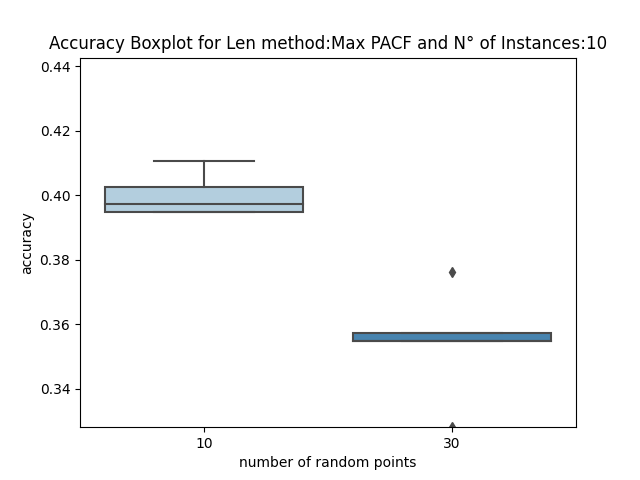 Accuracy Boxplot for Len method:Max PACF and N° of Instances:10
0.44
0.42
0.40
0.38
0.36
0.34
accuracy
10
30
number of random points